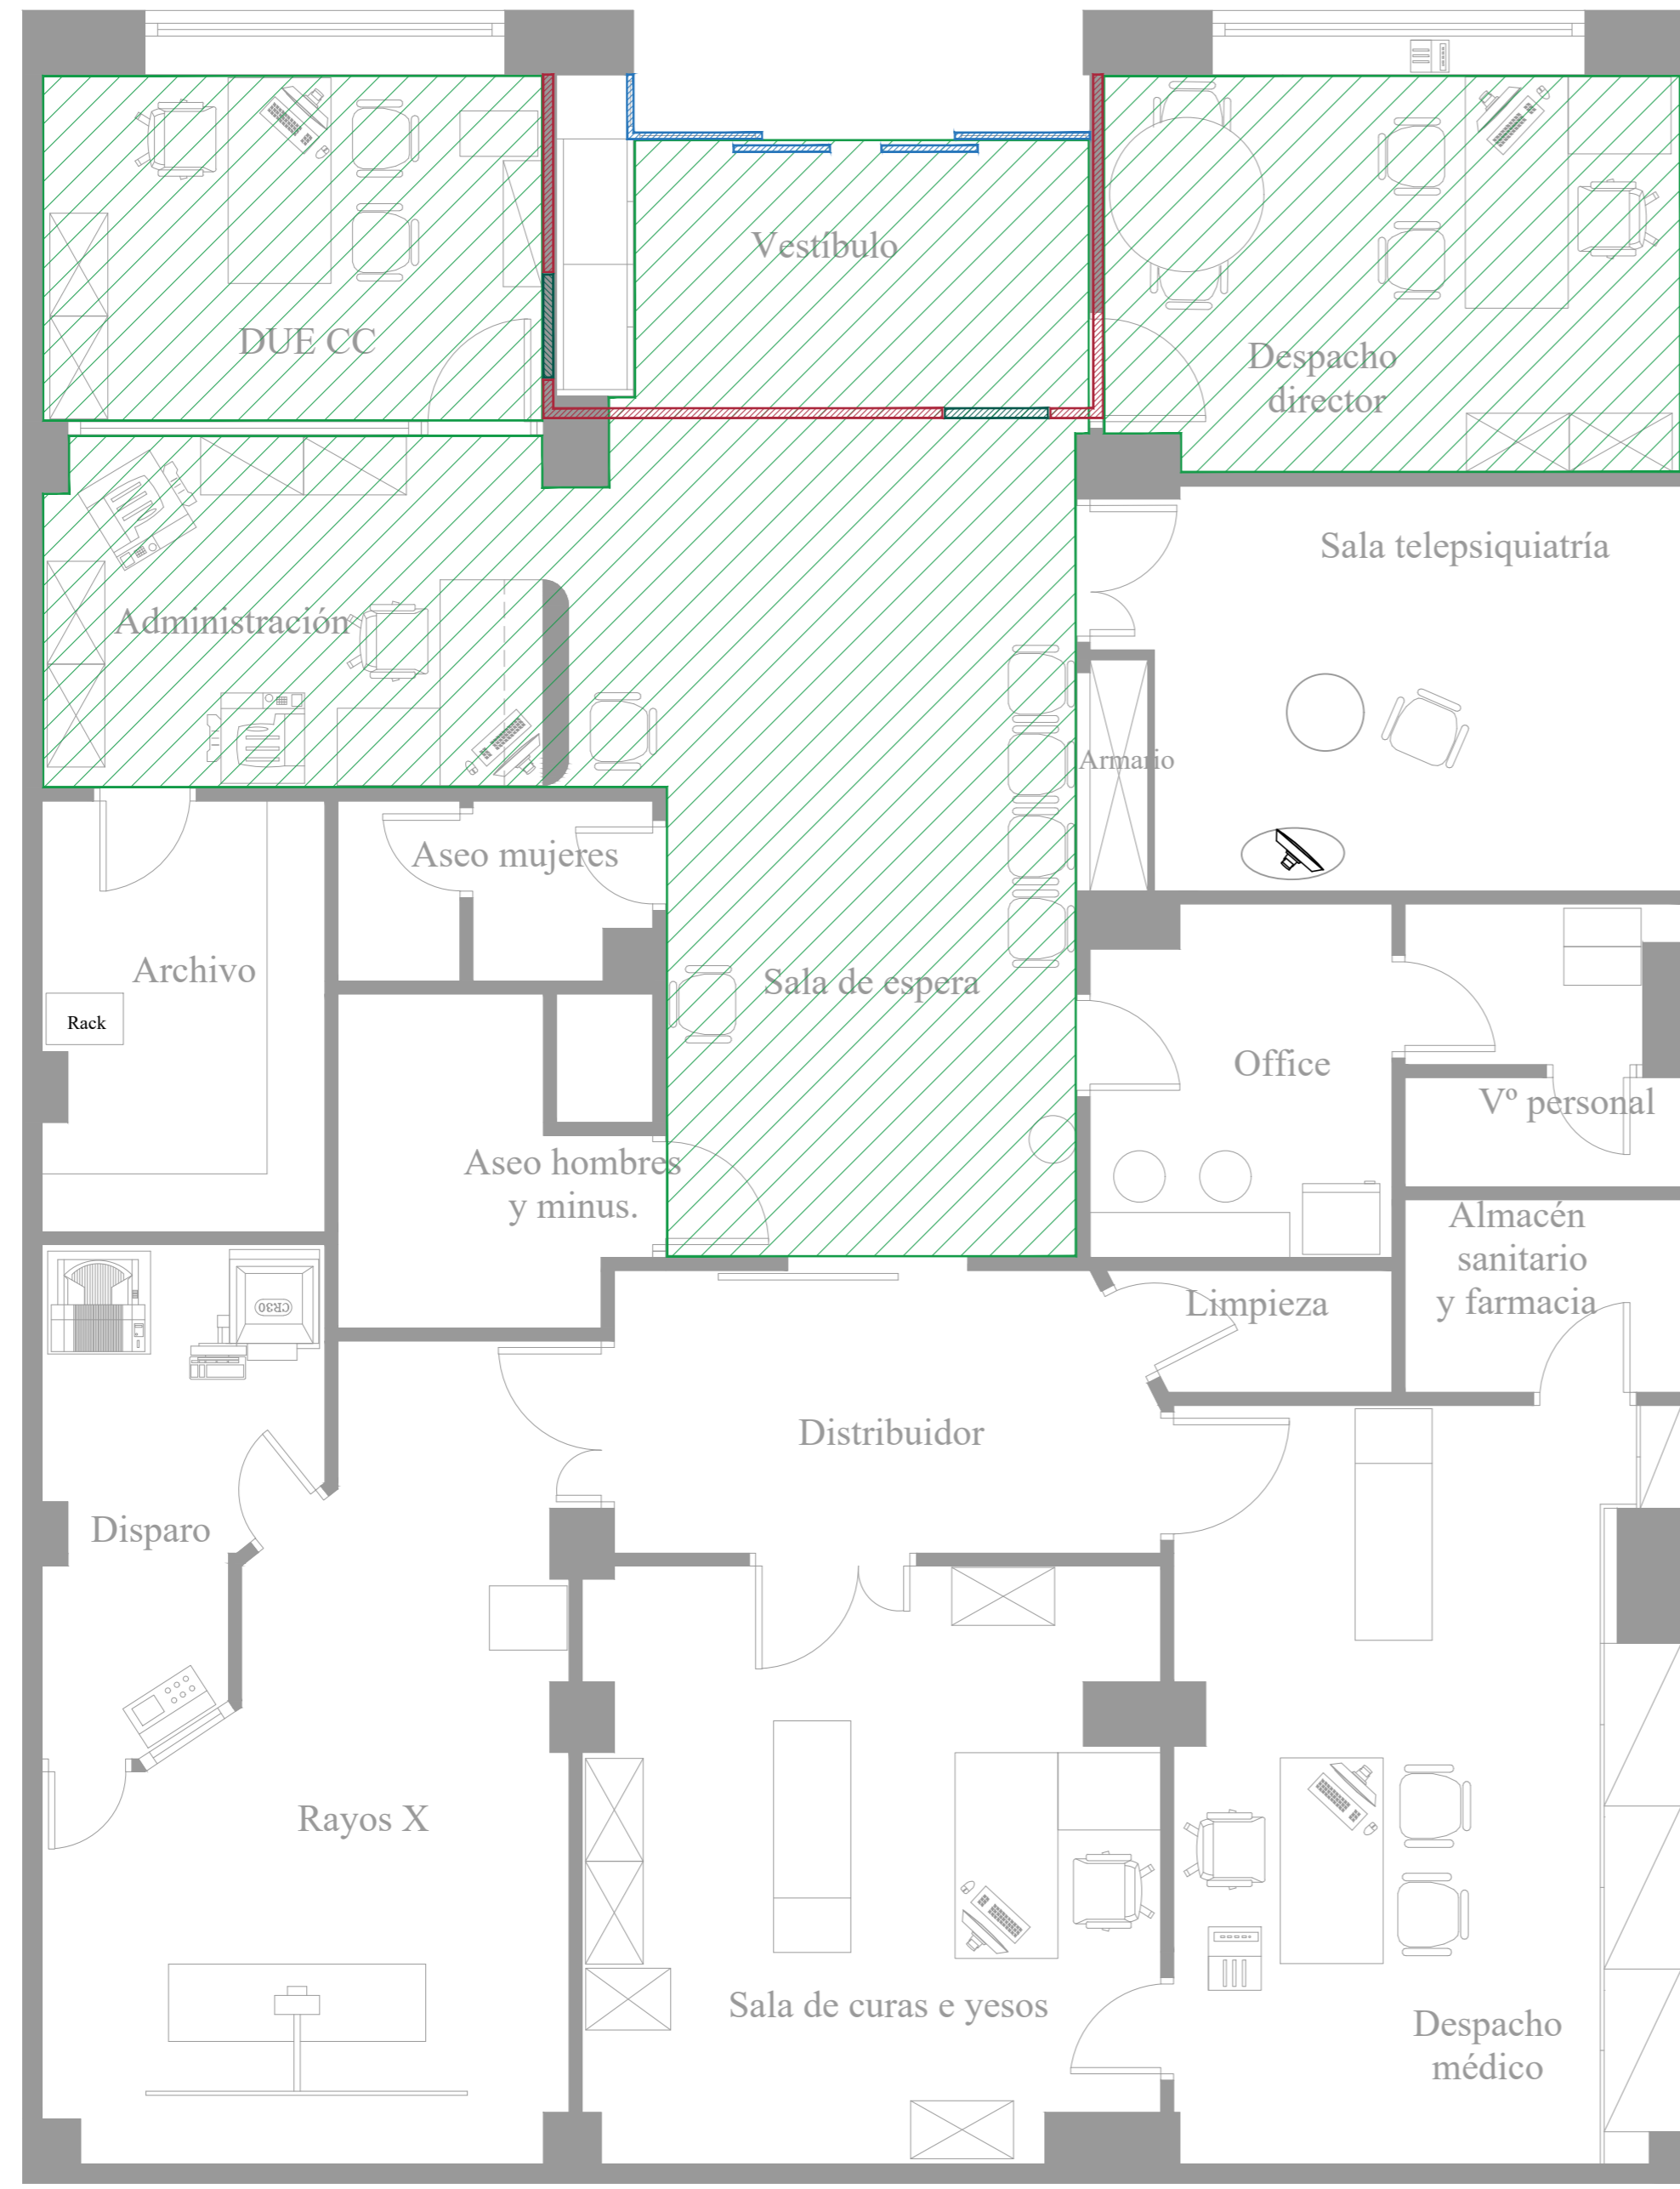 Vestíbulo
DUE CC
Despacho
director
Sala telepsiquiatría
Administración
Armario
Aseo mujeres
Archivo
Rack
Sala de espera
Office
Vº personal
Aseo hombres
y minus.
Almacén
sanitario
y farmacia
Limpieza
CR30
Distribuidor
Disparo
Rayos X
Sala de curas e yesos
Despacho
médico